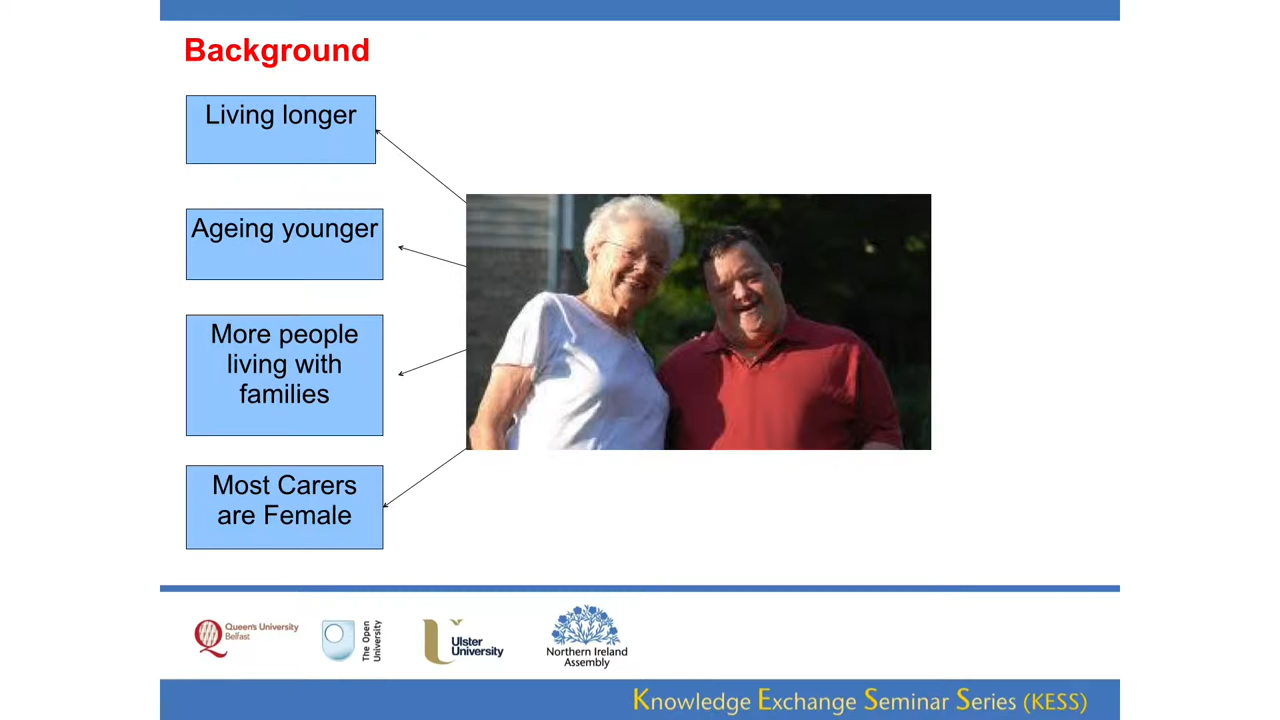 Background
Living longer
Ageing younger
More people
living with
families
Most Carers
are Female
Queen's University
Belfast
The Open
University
Ulster
University
Northern Ireland
Assembly
Knowledge Exchange Seminar Series (KESS)